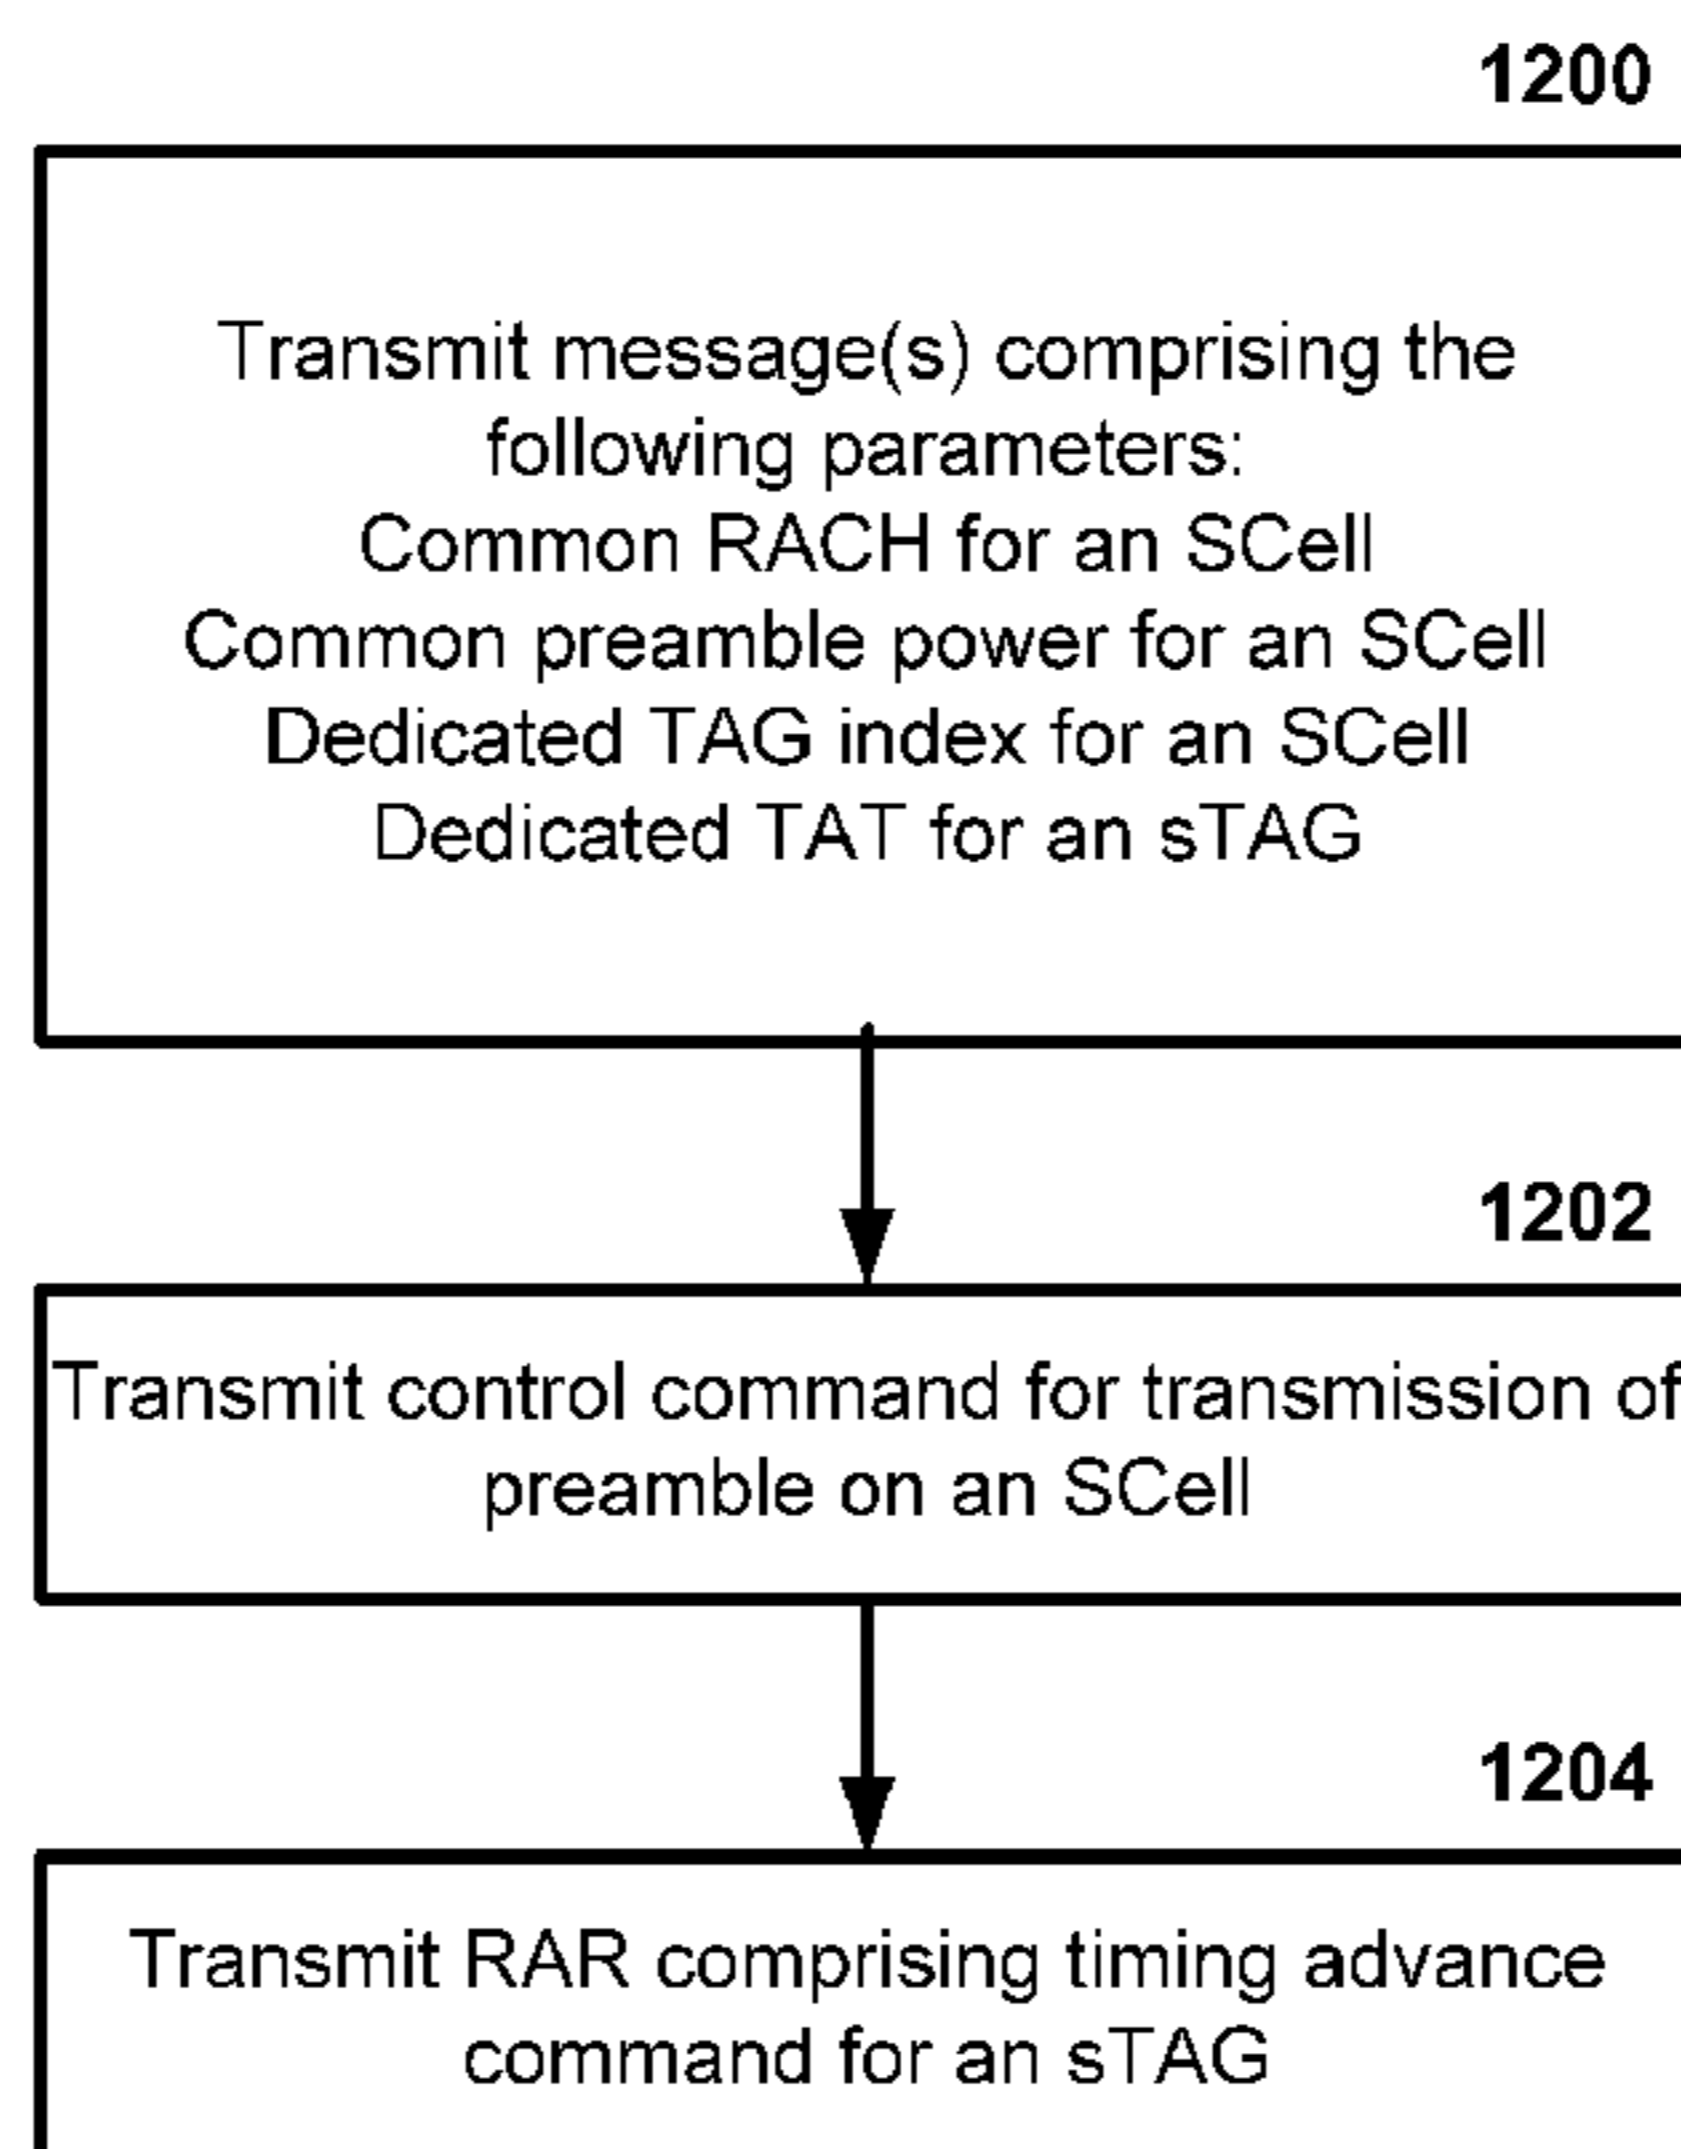 1200
Transmit message(s) comprising the
following parameters:
Common RACH for an SCell
Common preamble power for an SCell
Dedicated TAG index for an SCell
Dedicated TAT for an sTAG
1202
Transmit control command for transmission of
preamble on an SCell
1204
Transmit RAR comprising timing advance
command for an sTAG